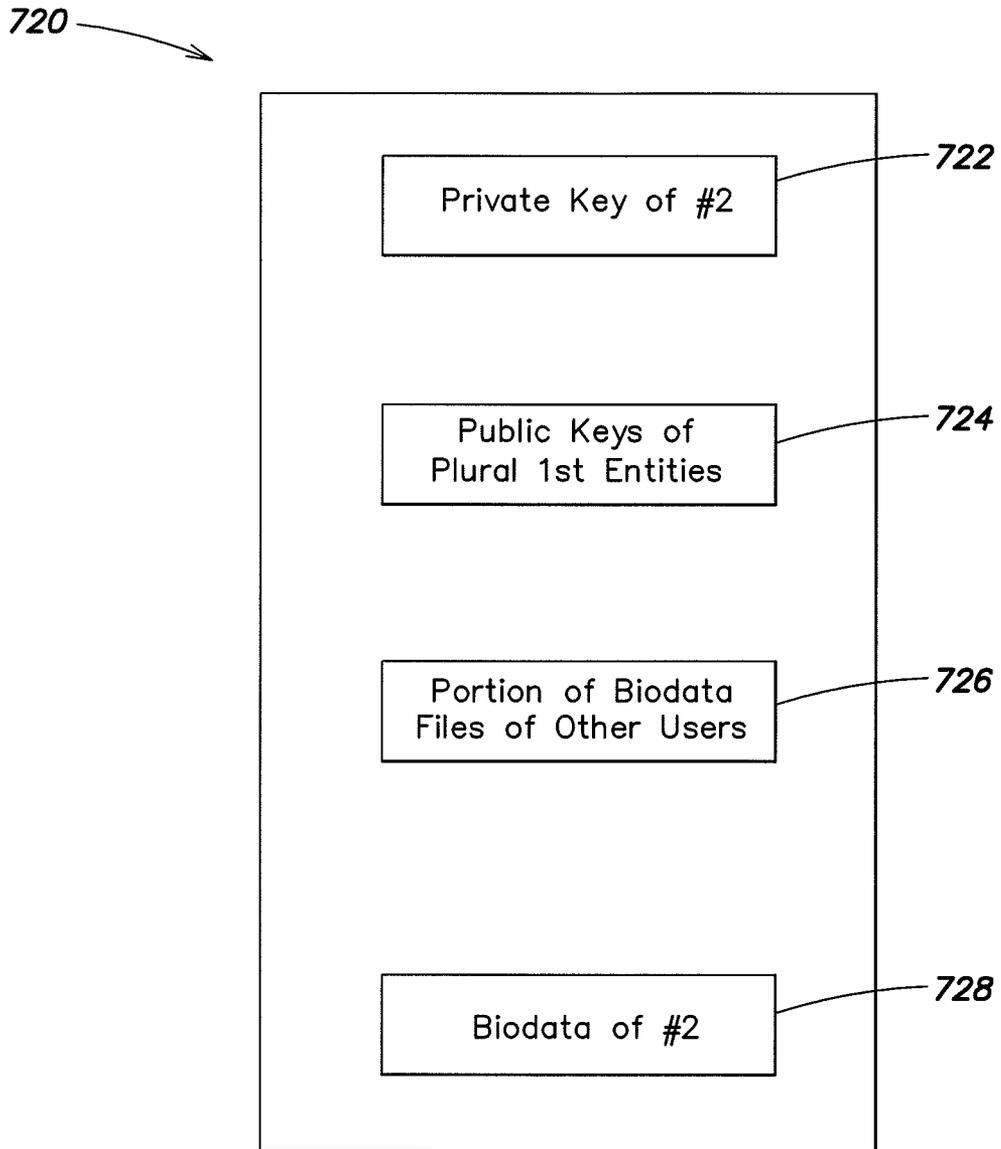 720
722
Private Key of #2
724
Public Keys of
Plural 1st Entities
726
Portion of Biodata
Files of Other Users
728
Biodata of #2